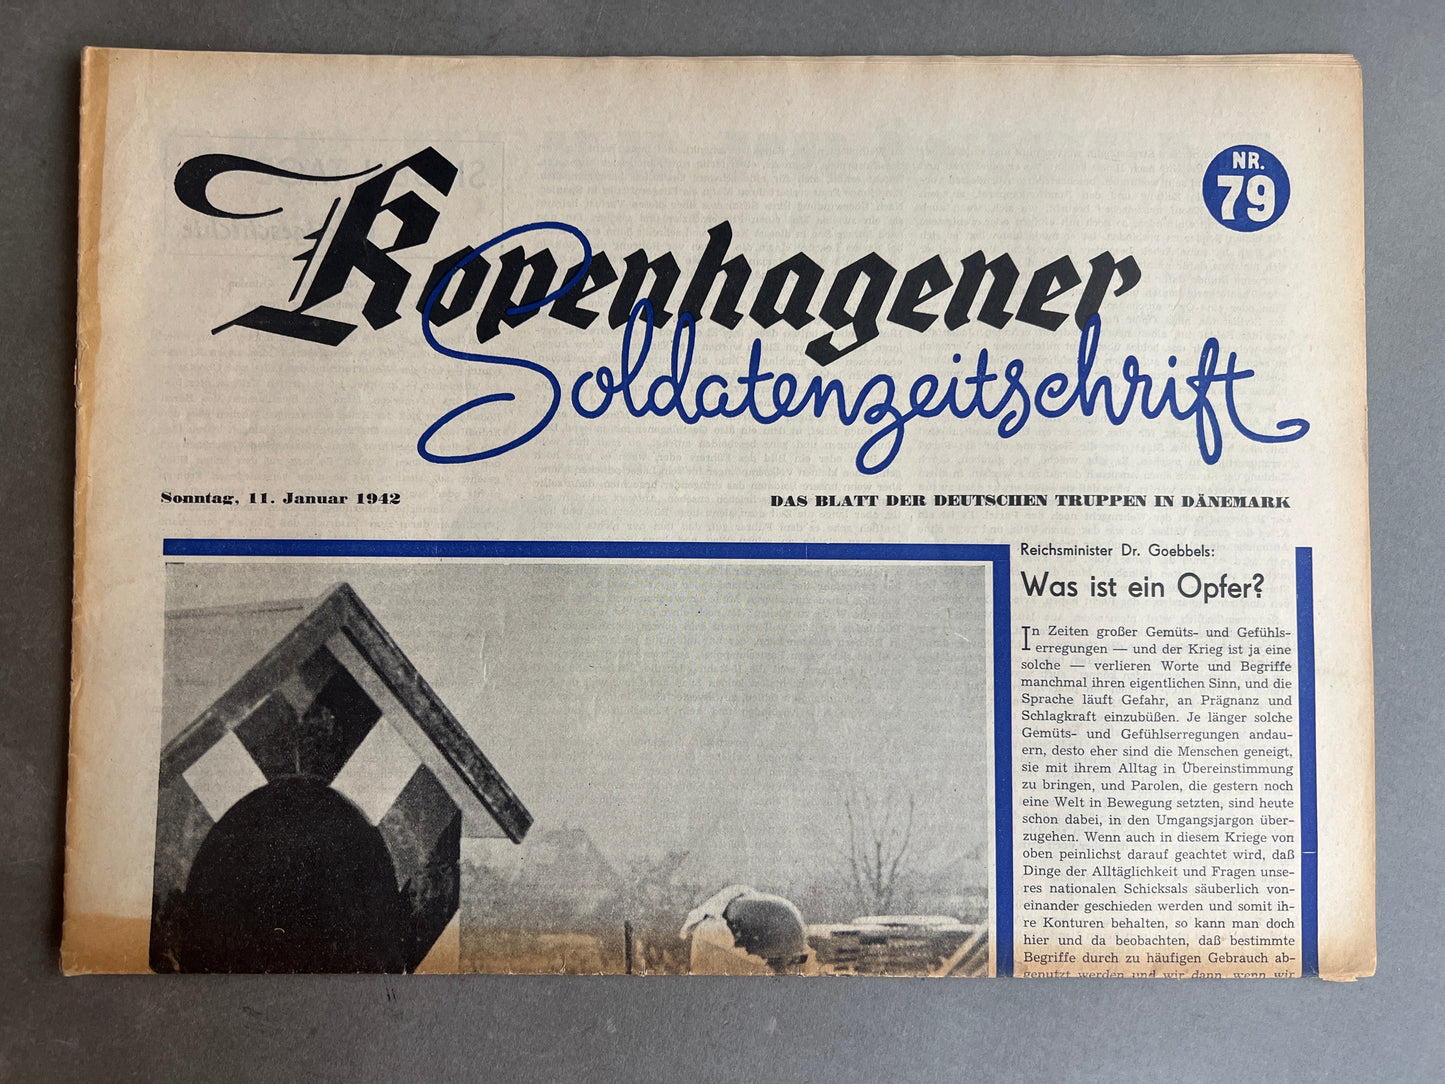 NR.
79
Kopenhagener
Soldatenzeitschrift
Sonntag, 11. Januar 1942
DAS BLATT DER DEUTSCHEN TRUPPEN IN DÄNEMARK
Reichsminister Dr. Goebbels:
Was ist ein Opfer?
In Zeiten großer Gemüts- und Gefühls-
erregungen — und der Krieg ist ja eine
solche — verlieren Worte und Begriffe
manchmal ihren eigentlichen Sinn, und die
Sprache läuft Gefahr, an Prägnanz und
Schlagkraft einzubüßen. Je länger solche
Gemüts- und Gefühlserregungen andau-
ern, desto eher sind die Menschen geneigt,
sie mit ihrem Alltag in Übereinstimmung
zu bringen, und Parolen, die gestern noch
eine Welt in Bewegung setzten, sind heute
schon dabei, in den Umgangsjargon über-
zugehen. Wenn auch in diesem Kriege von
oben peinlichst darauf geachtet wird, daß
Dinge der Alltäglichkeit und Fragen unse-
res nationalen Schicksals säuberlich von-
einander geschieden werden und somit ih-
re Konturen behalten, so kann man doch
hier und da beobachten, daß bestimmte
Begriffe durch zu häufigen Gebrauch ab-
genutzt werden und wir dann, wenn wir